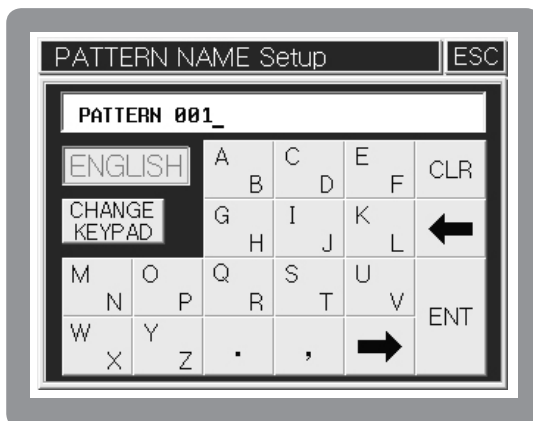 PATTERN NAME Setup ESC
PATTERN 001_
ENGLISH A B C D E F CLR
CHANGE
KEYPAD G H I J K L
M N O P Q R S T U V ENT
W X Y Z . ,